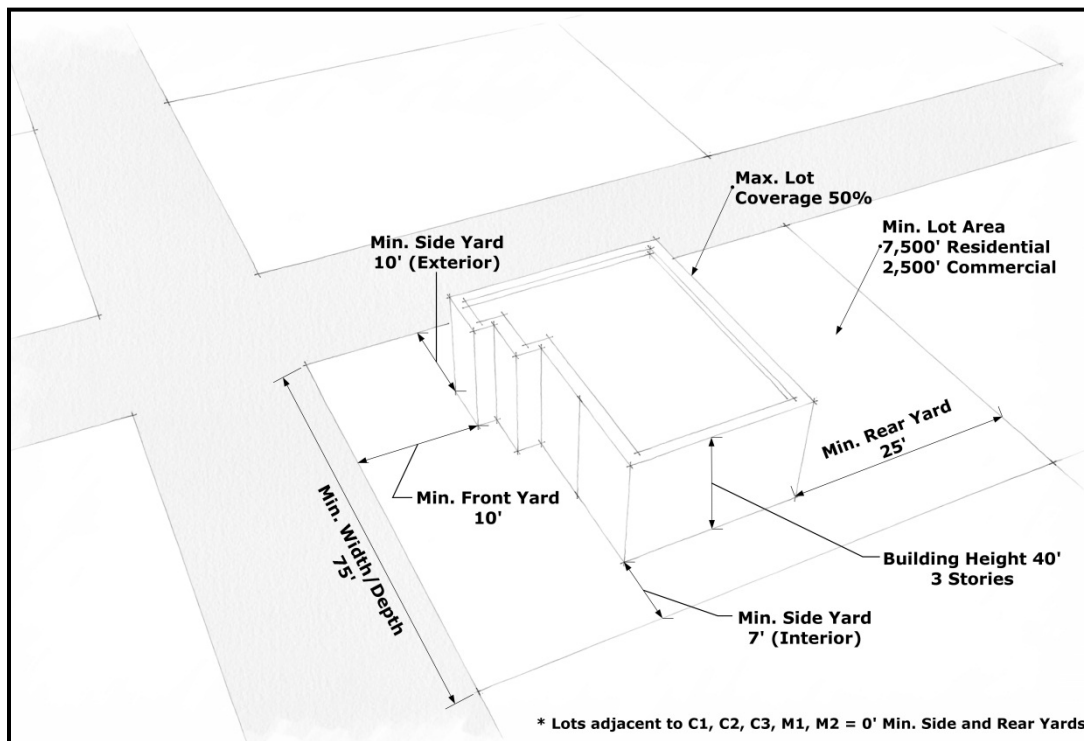 Max. Lot
Coverage 50%
Min. Lot Area
7,500' Residential
2,500' Commercial
Min. Side Yard
10' (Exterior)
Min. Rear Yard
25'
Min. Front Yard
10'
Min. Width/Depth
75'
Building Height 40'
3 Stories
Min. Side Yard
7' (Interior)
* Lots adjacent to C1, C2, C3, M1, M2 = 0' Min. Side and Rear Yards